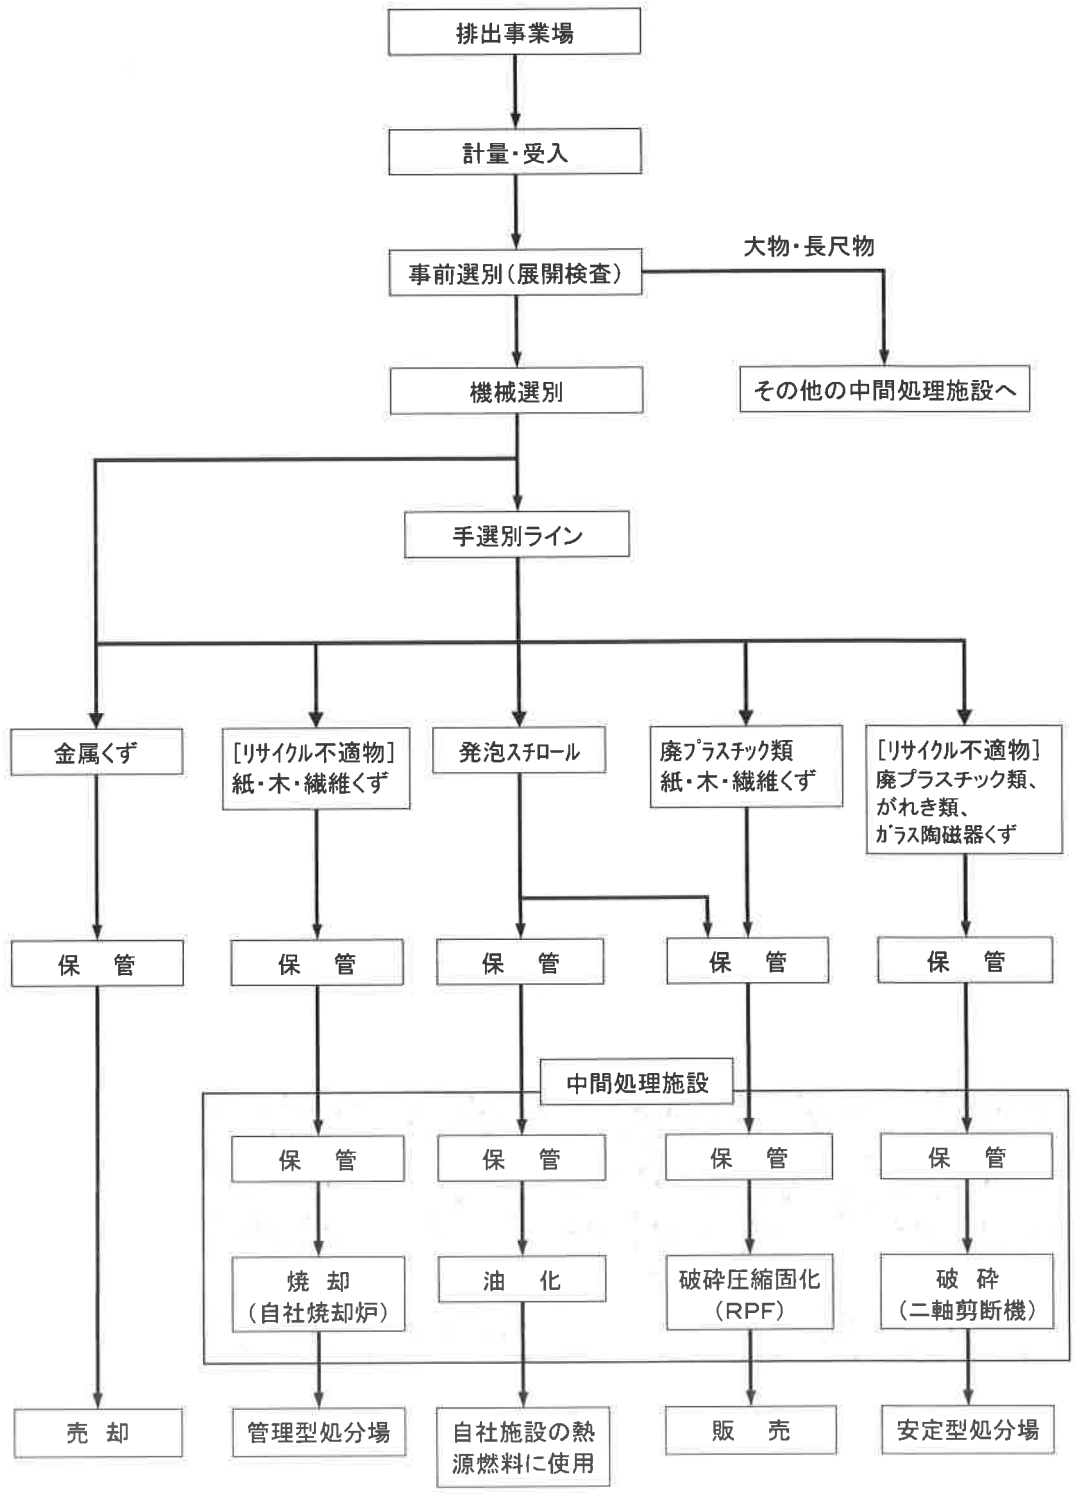 排出事業場
計量・受入
事前選別(展開検査)
大物・長尺物
その他の中間処理施設へ
機械選別
手選別ライン
金属くず
[リサイクル不適物]
紙・木・繊維くず
発泡スチロール
廃プラスチック類
紙・木・繊維くず
[リサイクル不適物]
廃プラスチック類、
がれき類、
ガラス陶磁器くず
保 管
保 管
保 管
保 管
保 管
中間処理施設
保 管
保 管
保 管
保 管
焼 却
(自社焼却炉)
油 化
破砕圧縮固化
(RPF)
破 砕
(二軸剪断機)
売 却
管理型処分場
自社施設の熱
源燃料に使用
販 売
安定型処分場